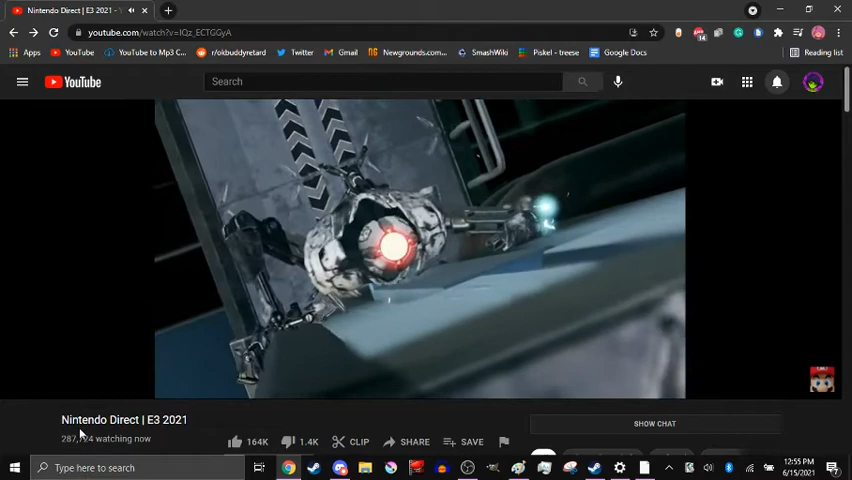 Nintendo Direct | E3 2021 - Y
youtube.com/watch?v=lQz_ECTGGyA
Apps YouTube YouTube to Mp3 C... r/okbuddyretard Twitter Gmail Newgrounds.com... SmashWiki Piskel - treese Google Docs Reading list
YouTube Search
Nintendo Direct | E3 2021
watching now
164K 1.4K CLIP SHARE SAVE
SHOW CHAT
Type here to search
12:55 PM
6/15/2021